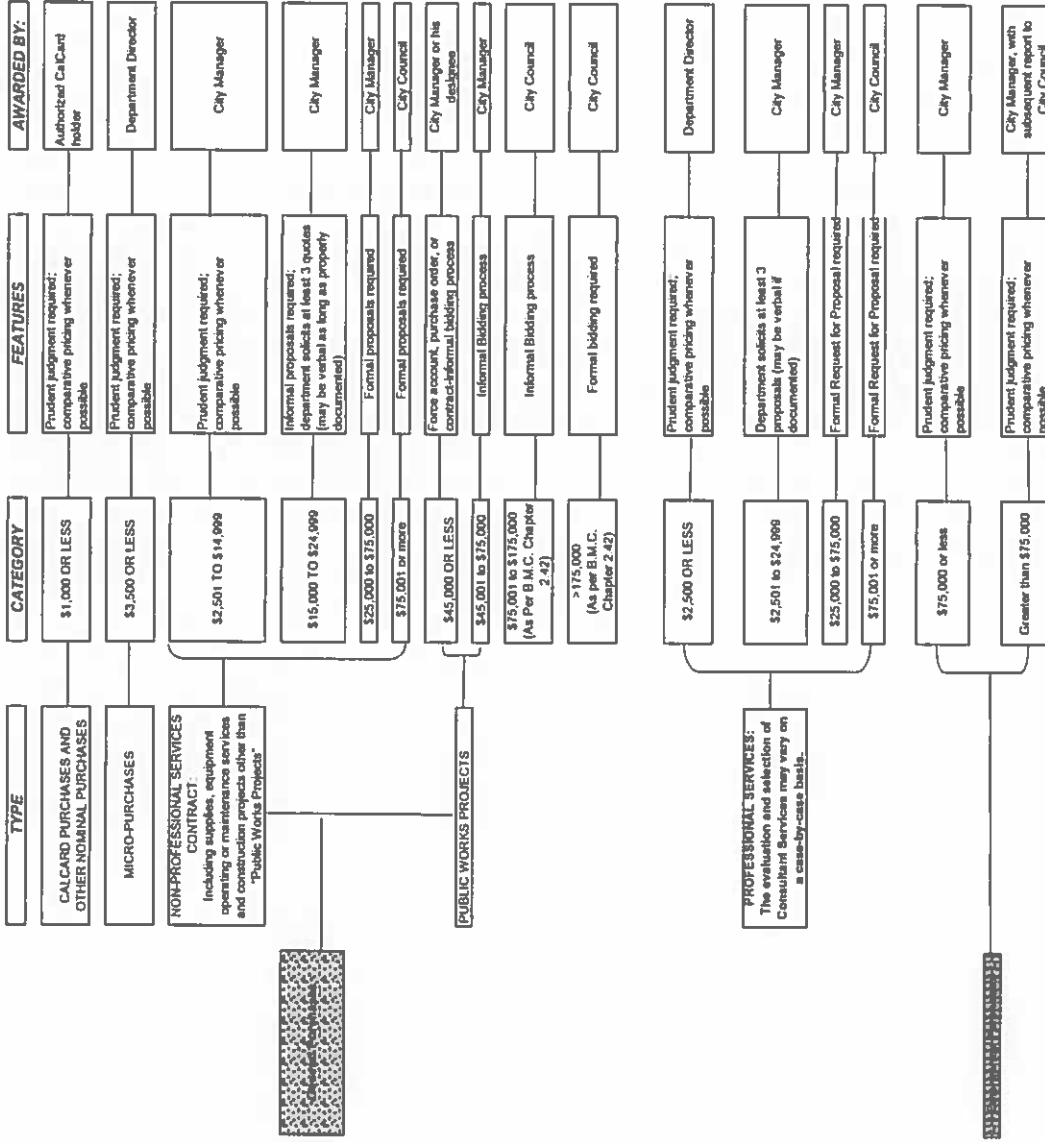 TYPE
CATEGORY
FEATURES
AWARDED BY:
CALCARD PURCHASES AND
OTHER NOMINAL PURCHASES
$1,000 OR LESS
Prudent judgment required;
comparative pricing whenever
possible
Authorized CalCard
holder
MICRO-PURCHASES
$3,500 OR LESS
Prudent judgment required;
comparative pricing whenever
possible
Department Director
NON-PROFESSIONAL SERVICES
CONTRACT:
Including supplies, equipment
operating or maintenance services
and construction projects other than
"Public Works Projects"
$2,501 TO $14,999
Prudent judgment required;
comparative pricing whenever
possible
City Manager
$15,000 TO $24,999
Informal proposals required;
department solicits at least 3 quotes
(may be verbal as long as properly
documented)
City Manager
$25,000 to $75,000
Formal proposals required
City Manager
$75,001 or more
Formal proposals required
City Council
PUBLIC WORKS PROJECTS
$45,000 OR LESS
Force account, purchase order, or
contract-informal bidding process
City Manager or his
designee
$45,001 to $75,000
Informal Bidding process
City Manager
$75,001 to $175,000
(As Per B.M.C. Chapter
2.42)
Informal Bidding process
City Council
>175,000
(As per B.M.C.
Chapter 2.42)
Formal bidding required
City Council
PROFESSIONAL SERVICES:
The evaluation and selection of
Consultant Services may vary on
a case-by-case basis.
$2,500 OR LESS
Prudent judgment required;
comparative pricing whenever
possible
Department Director
$2,501 to $24,999
Department solicits at least 3
proposals (may be verbal if
documented)
City Manager
$25,000 to $75,000
Formal Request for Proposal required
City Manager
$75,001 or more
Formal Request for Proposal required
City Council
$75,000 or less
Prudent judgment required;
comparative pricing whenever
possible
City Manager
Greater than $75,000
Prudent judgment required;
comparative pricing whenever
possible
City Manager, with
subsequent report to
City Council